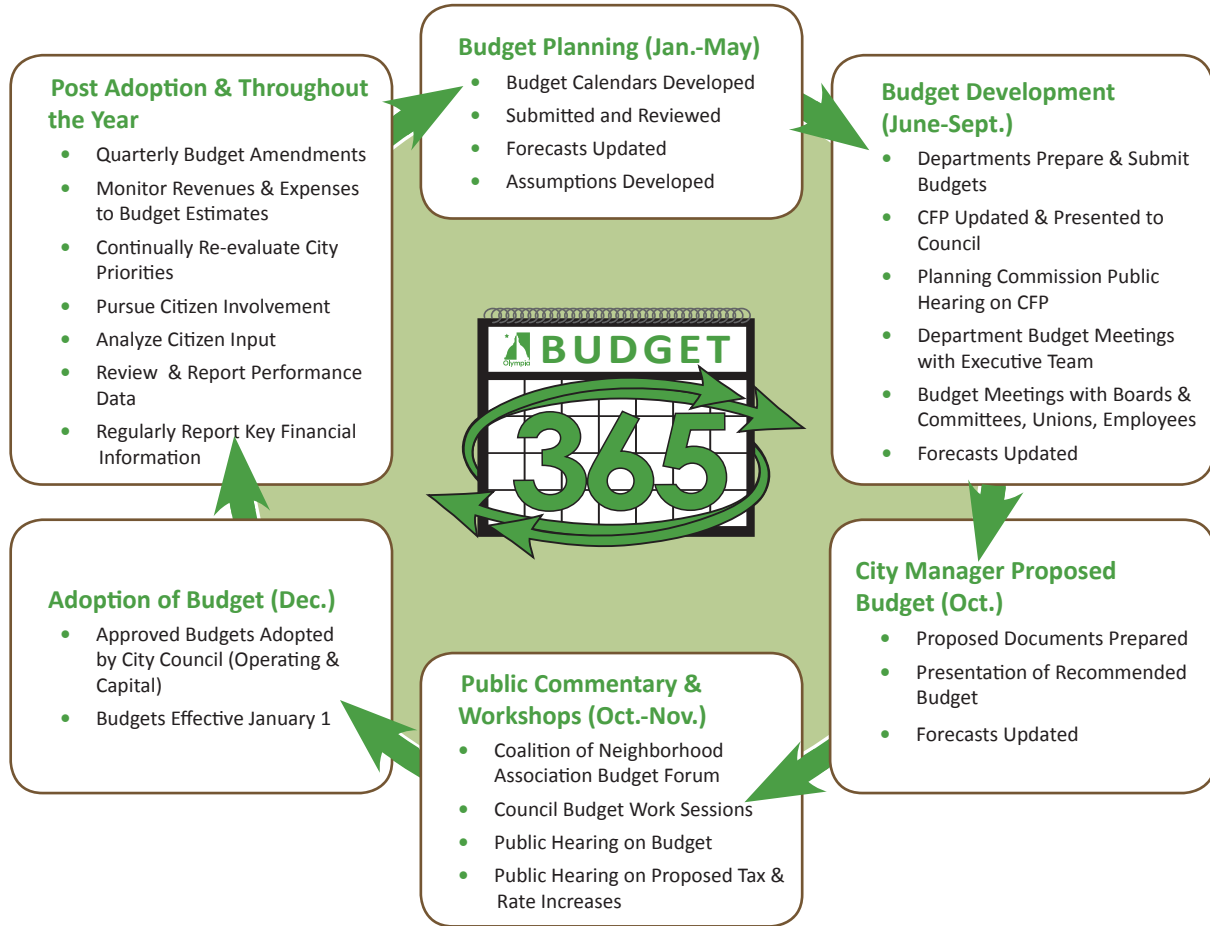 Budget Planning (Jan.-May)
• Budget Calendars Developed
• Submitted and Reviewed
• Forecasts Updated
• Assumptions Developed
Budget Development
(June-Sept.)
• Departments Prepare & Submit
Budgets
• CFP Updated & Presented to
Council
• Planning Commission Public
Hearing on CFP
• Department Budget Meetings
with Executive Team
• Budget Meetings with Boards &
Committees, Unions, Employees
• Forecasts Updated
City Manager Proposed
Budget (Oct.)
• Proposed Documents Prepared
• Presentation of Recommended
Budget
• Forecasts Updated
Public Commentary &
Workshops (Oct.-Nov.)
• Coalition of Neighborhood
Association Budget Forum
• Council Budget Work Sessions
• Public Hearing on Budget
• Public Hearing on Proposed Tax &
Rate Increases
Adoption of Budget (Dec.)
• Approved Budgets Adopted
by City Council (Operating &
Capital)
• Budgets Effective January 1
Post Adoption & Throughout
the Year
• Quarterly Budget Amendments
• Monitor Revenues & Expenses
to Budget Estimates
• Continually Re-evaluate City
Priorities
• Pursue Citizen Involvement
• Analyze Citizen Input
• Review & Report Performance
Data
• Regularly Report Key Financial
Information
Olympia
BUDGET
365